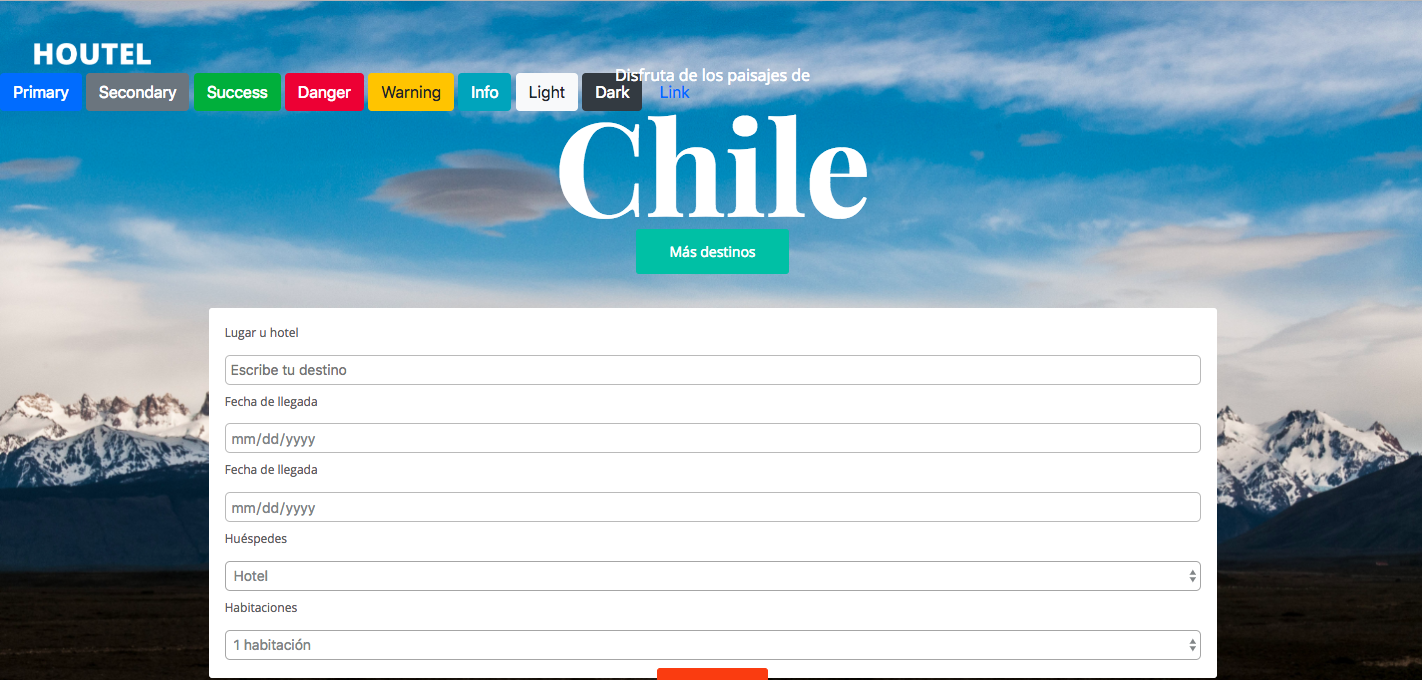 HOUTEL
Disfruta de los paisajes de
Primary Secondary Success Danger Warning Info Light Dark Link
Chile
Más destinos
Lugar u hotel
Escribe tu destino
Fecha de llegada
mm/dd/yyyy
Fecha de llegada
mm/dd/yyyy
Huéspedes
Hotel
Habitaciones
1 habitación